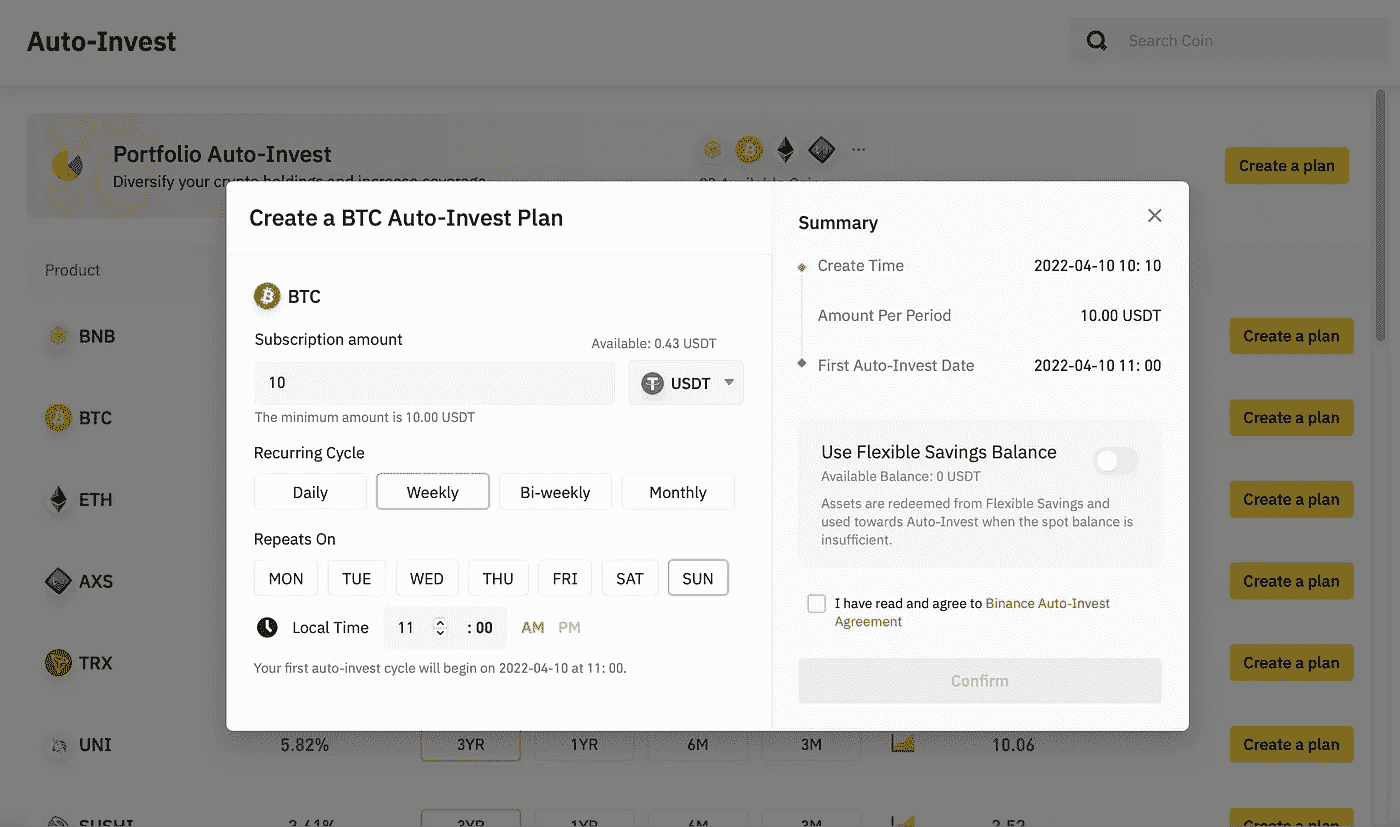 Auto-Invest
Search Coin
Portfolio Auto-Invest
Diversify your crypto holdings and increase coverage
Create a plan
Product
BNB
Create a plan
BTC
Create a plan
ETH
Create a plan
AXS
Create a plan
TRX
Create a plan
UNI
5.82%
3YR
1YR
6M
3M
10.06
Create a plan
SUSHI
3YR
1YR
6M
3M
Create a plan
Create a BTC Auto-Invest Plan
BTC
Subscription amount
Available: 0.43 USDT
10
USDT
The minimum amount is 10.00 USDT
Recurring Cycle
Daily
Weekly
Bi-weekly
Monthly
Repeats On
MON
TUE
WED
THU
FRI
SAT
SUN
Local Time
11
: 00
AM
PM
Your first auto-invest cycle will begin on 2022-04-10 at 11: 00.
Summary
Create Time
2022-04-10 10: 10
Amount Per Period
10.00 USDT
First Auto-Invest Date
2022-04-10 11: 00
Use Flexible Savings Balance
Available Balance: 0 USDT
Assets are redeemed from Flexible Savings and
used towards Auto-Invest when the spot balance is
insufficient.
I have read and agree to Binance Auto-Invest
Agreement
Confirm